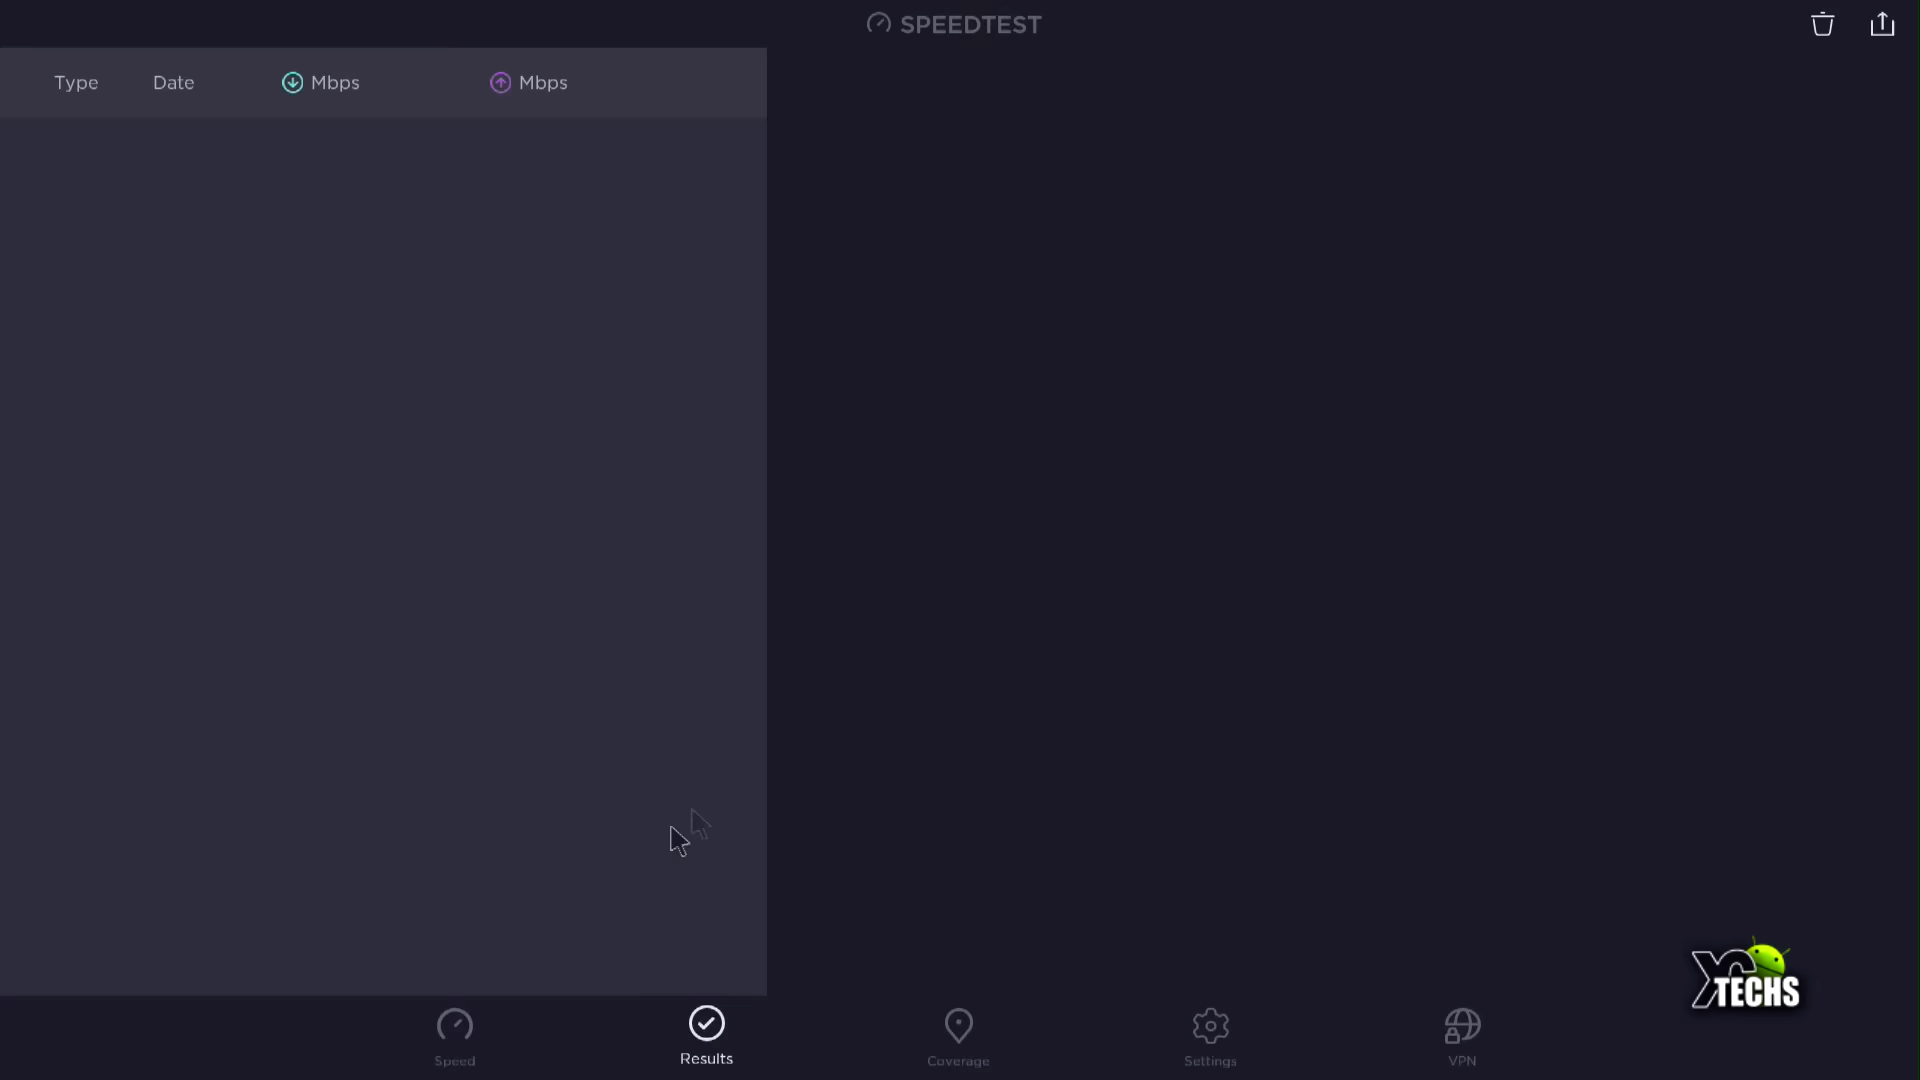 SPEEDTEST
Type Date Mbps Mbps
Speed Results Coverage Settings VPN
TECHS